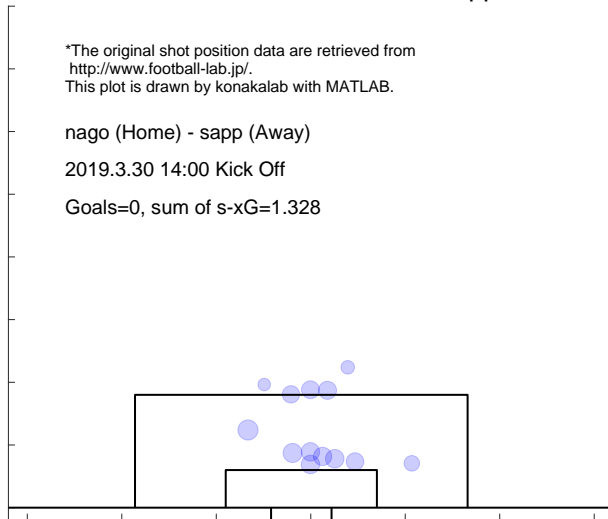 *The original shot position data are retrieved from
http://www.football-lab.jp/.
This plot is drawn by konakalab with MATLAB.
nago (Home) - sapp (Away)
2019.3.30 14:00 Kick Off
Goals=0, sum of s-xG=1.328